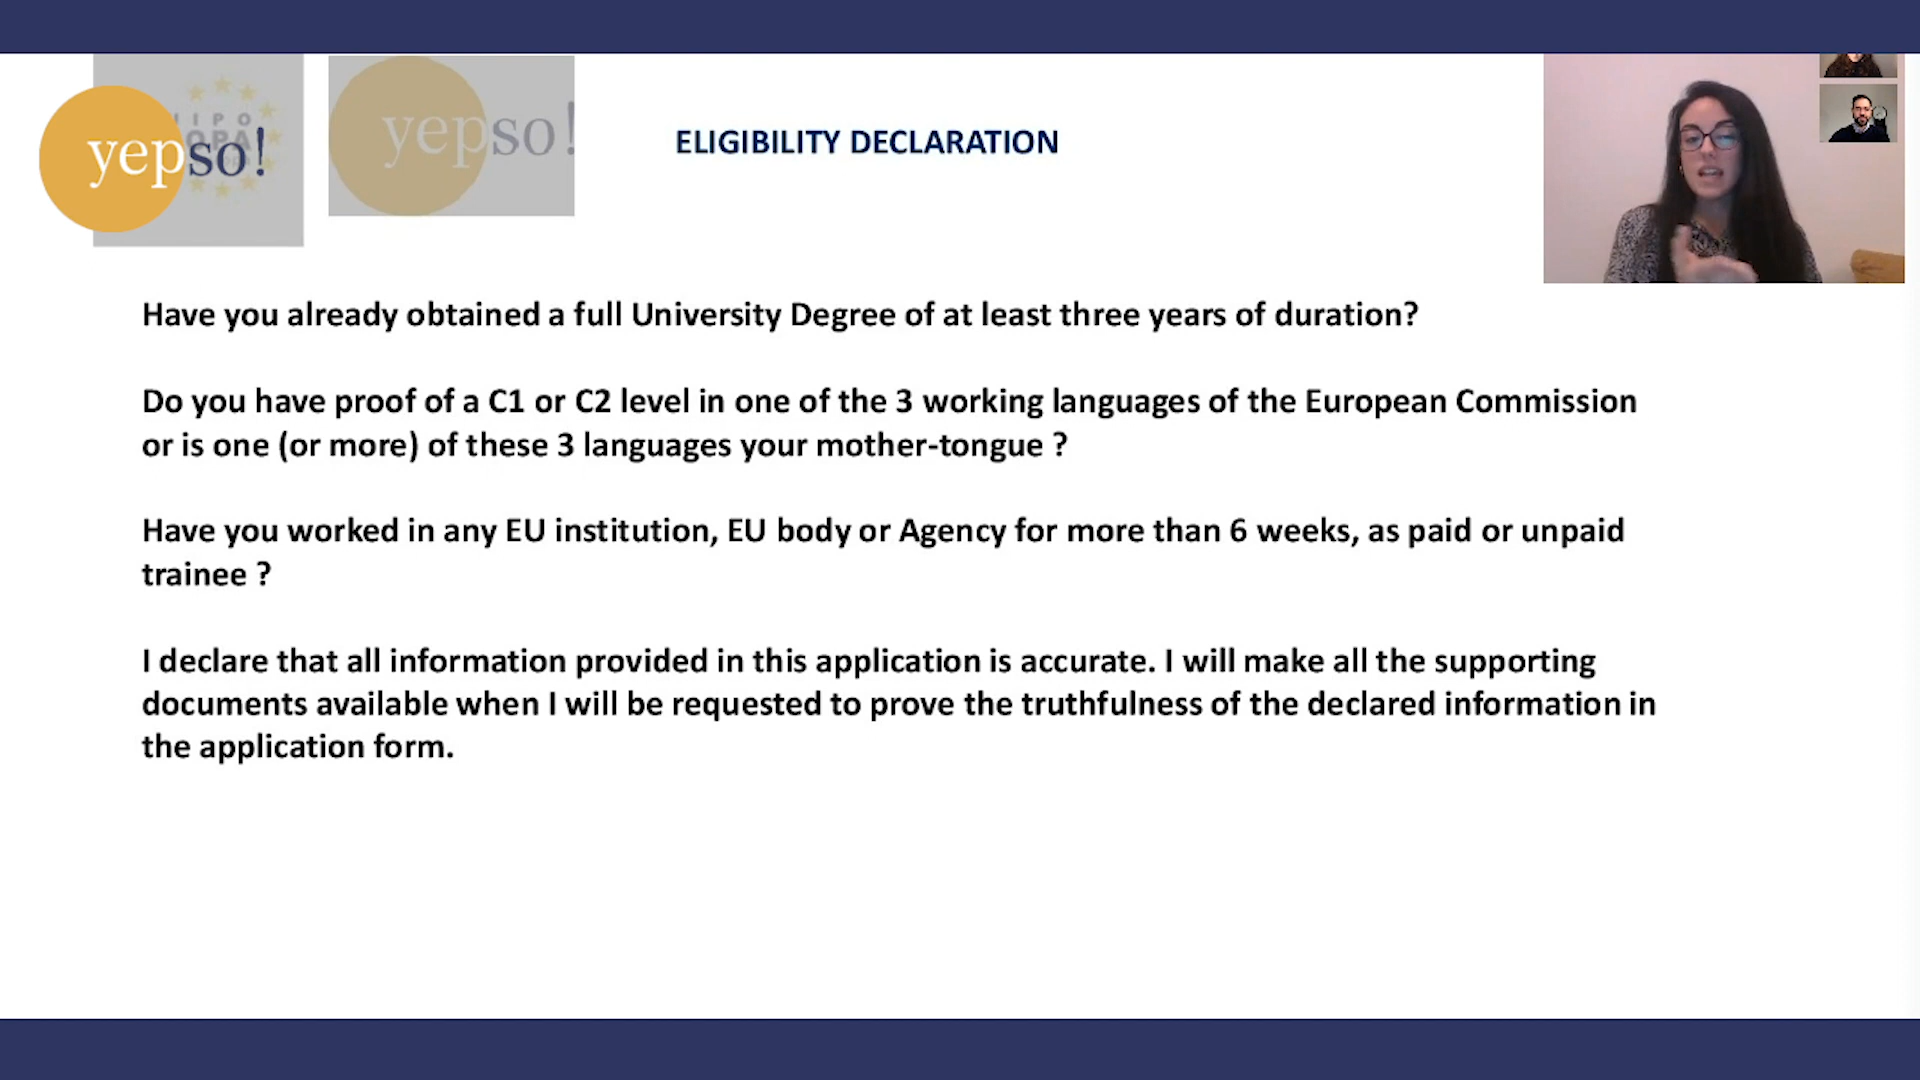 yepso!
IPO
OPA
yepso!
ELIGIBILITY DECLARATION
Have you already obtained a full University Degree of at least three years of duration?
Do you have proof of a C1 or C2 level in one of the 3 working languages of the European Commission
or is one (or more) of these 3 languages your mother-tongue ?
Have you worked in any EU institution, EU body or Agency for more than 6 weeks, as paid or unpaid
trainee ?
I declare that all information provided in this application is accurate. I will make all the supporting
documents available when I will be requested to prove the truthfulness of the declared information in
the application form.